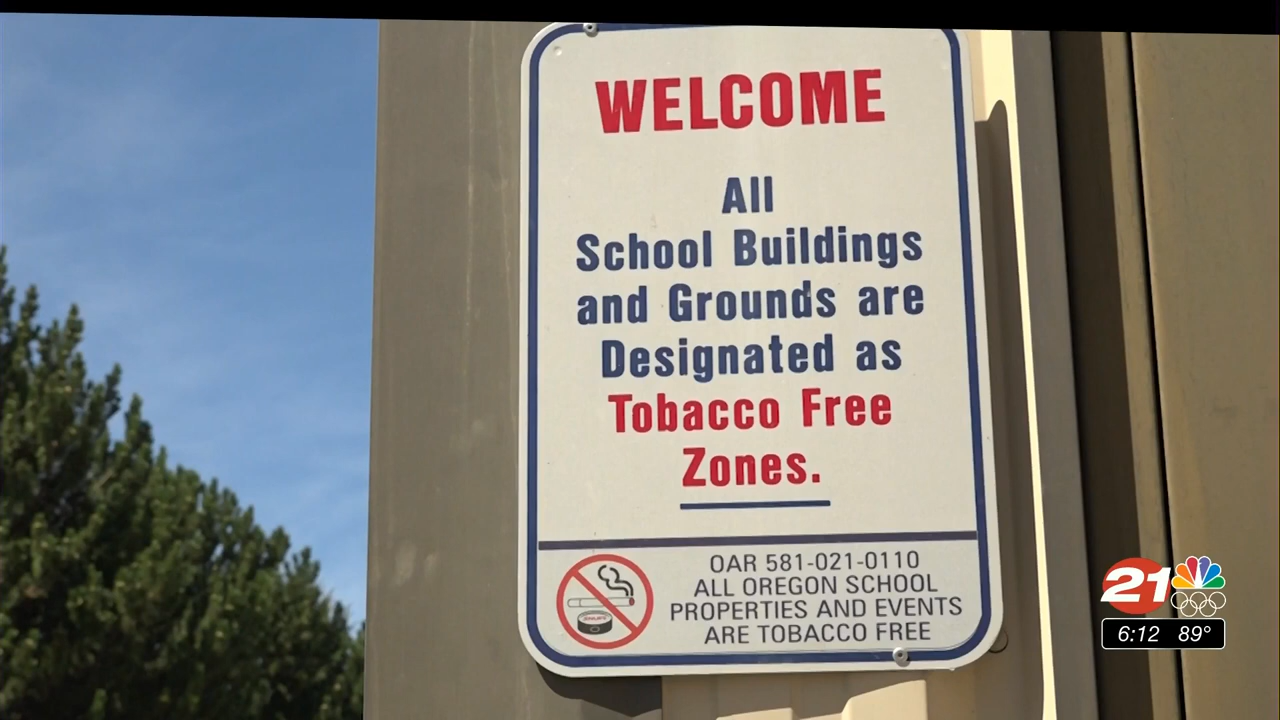 WELCOME
All
School Buildings
and Grounds are
Designated as
Tobacco Free
Zones.
OAR 581-021-0110
ALL OREGON SCHOOL
PROPERTIES AND EVENTS
ARE TOBACCO FREE
21
6:12 89°